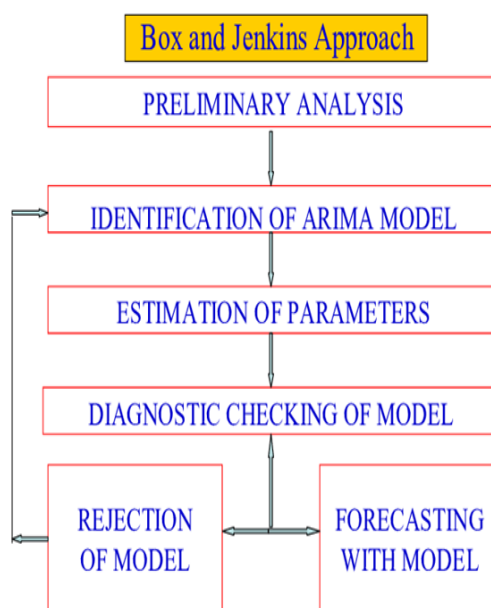 Box and Jenkins Approach
PRELIMINARY ANALYSIS
IDENTIFICATION OF ARIMA MODEL
ESTIMATION OF PARAMETERS
DIAGNOSTIC CHECKING OF MODEL
REJECTION
OF MODEL
FORECASTING
WITH MODEL